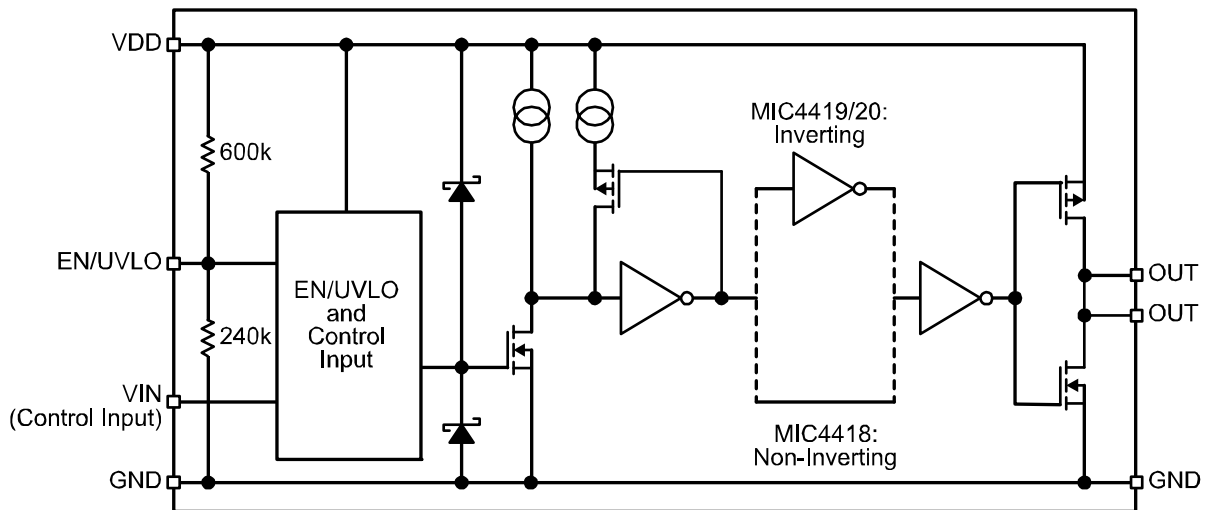 VDD
600k
MIC4419/20:
Inverting
EN/UVLO
EN/UVLO
and
Control
Input
OUT
OUT
240k
VIN
(Control Input)
MIC4418:
Non-Inverting
GND
GND